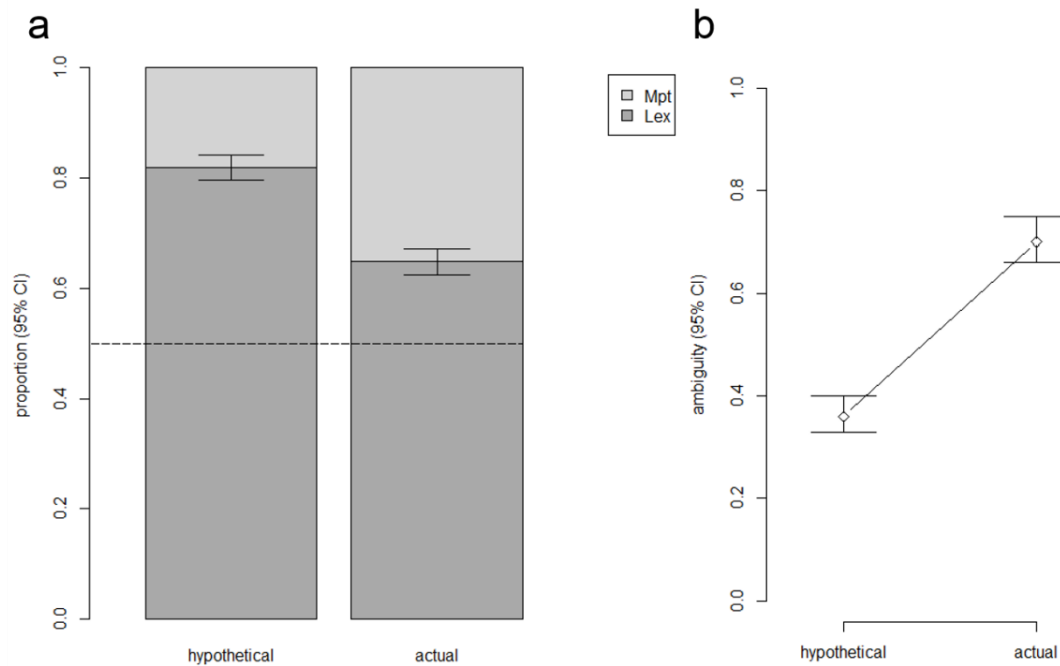 a
b
1.0
0.8
0.6
0.4
0.2
0.0
proportion (95% CI)
hypothetical
actual
Mpt
Lex
1.0
0.8
0.6
0.4
0.2
0.0
ambiguity (95% CI)
hypothetical
actual